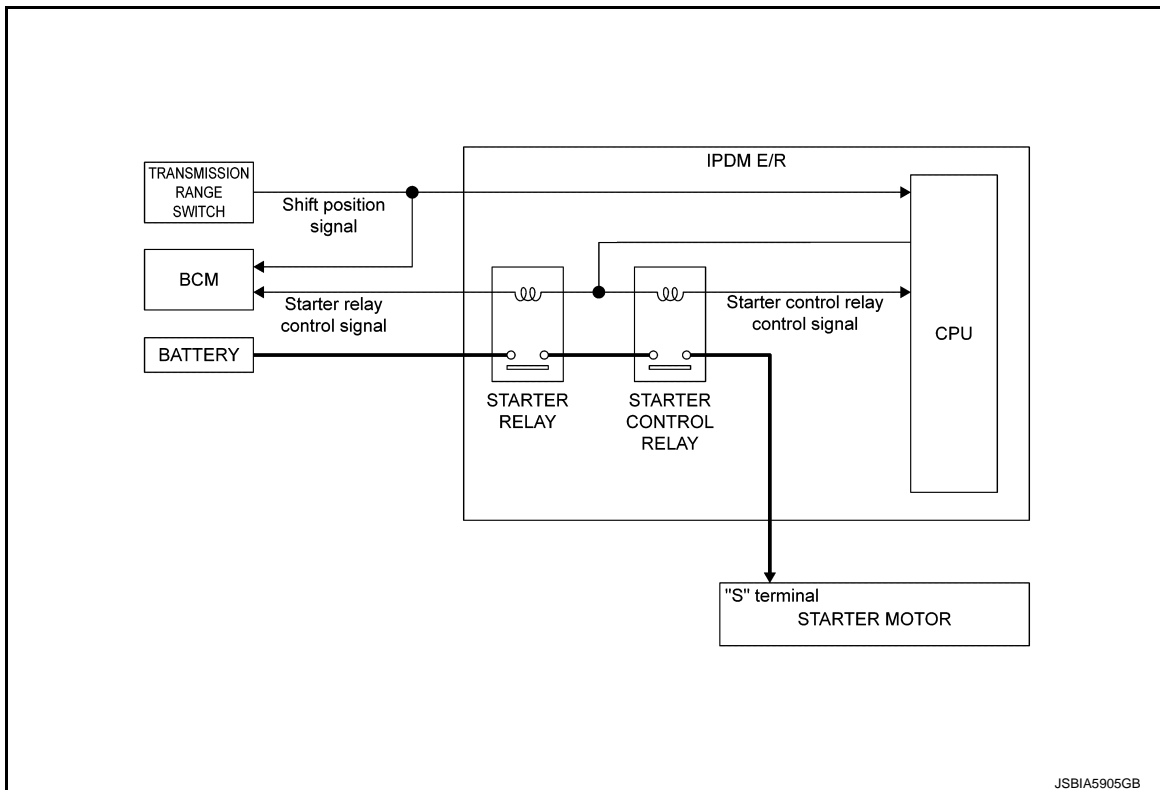 IPDM E/R
TRANSMISSION
RANGE
SWITCH
Shift position
signal
BCM
Starter relay
control signal
Starter control relay
control signal
CPU
BATTERY
STARTER
RELAY
STARTER
CONTROL
RELAY
"S" terminal
STARTER MOTOR
JSBIA5905GB